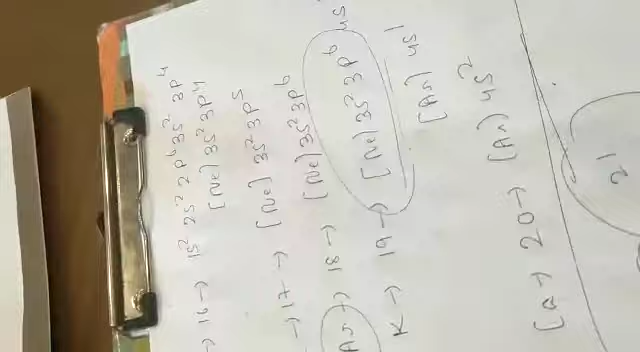 → 16 → 1s² 2s² 2p⁶ 3s² 3p⁴
[Ne] 3s² 3p⁴
→ 17 → [Ne] 3s² 3p⁵
Ar → 18 → [Ne] 3s² 3p⁶
K → 19 → [Ne] 3s² 3p⁶ 4s
[Ar] 4s¹
Ca → 20 → [Ar] 4s²
21